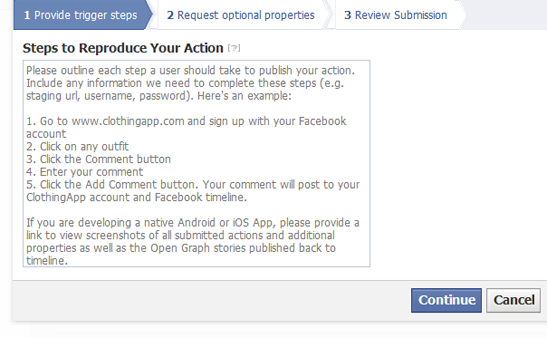 1 Provide trigger steps 2 Request optional properties 3 Review Submission
Steps to Reproduce Your Action [?]
Please outline each step a user should take to publish your action.
Include any information we need to complete these steps (e.g.
staging url, username, password). Here's an example:
1. Go to www.clothingapp.com and sign up with your Facebook
account
2. Click on any outfit
3. Click the Comment button
4. Enter your comment
5. Click the Add Comment button. Your comment will post to your
ClothingApp account and Facebook timeline.
If you are developing a native Android or iOS App, please provide a
link to view screenshots of all submitted actions and additional
properties as well as the Open Graph stories published back to
timeline.
Continue Cancel